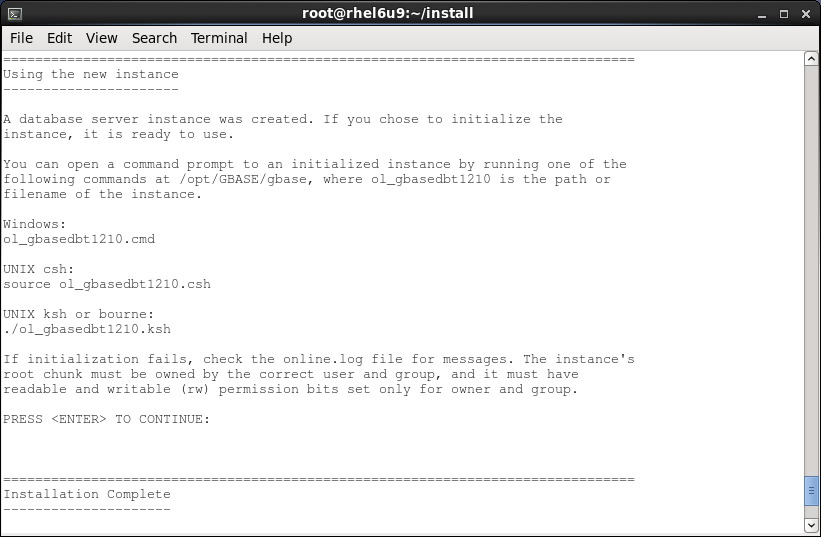 root@rhel6u9:~/install
File Edit View Search Terminal Help
===============================================================================
Using the new instance
----------------------
A database server instance was created. If you chose to initialize the
instance, it is ready to use.
You can open a command prompt to an initialized instance by running one of the
following commands at /opt/GBASE/gbase, where ol_gbasedbt1210 is the path or
filename of the instance.
Windows:
ol_gbasedbt1210.cmd
UNIX csh:
source ol_gbasedbt1210.csh
UNIX ksh or bourne:
./ol_gbasedbt1210.ksh
If initialization fails, check the online.log file for messages. The instance's
root chunk must be owned by the correct user and group, and it must have
readable and writable (rw) permission bits set only for owner and group.
PRESS <ENTER> TO CONTINUE:
===============================================================================
Installation Complete
---------------------